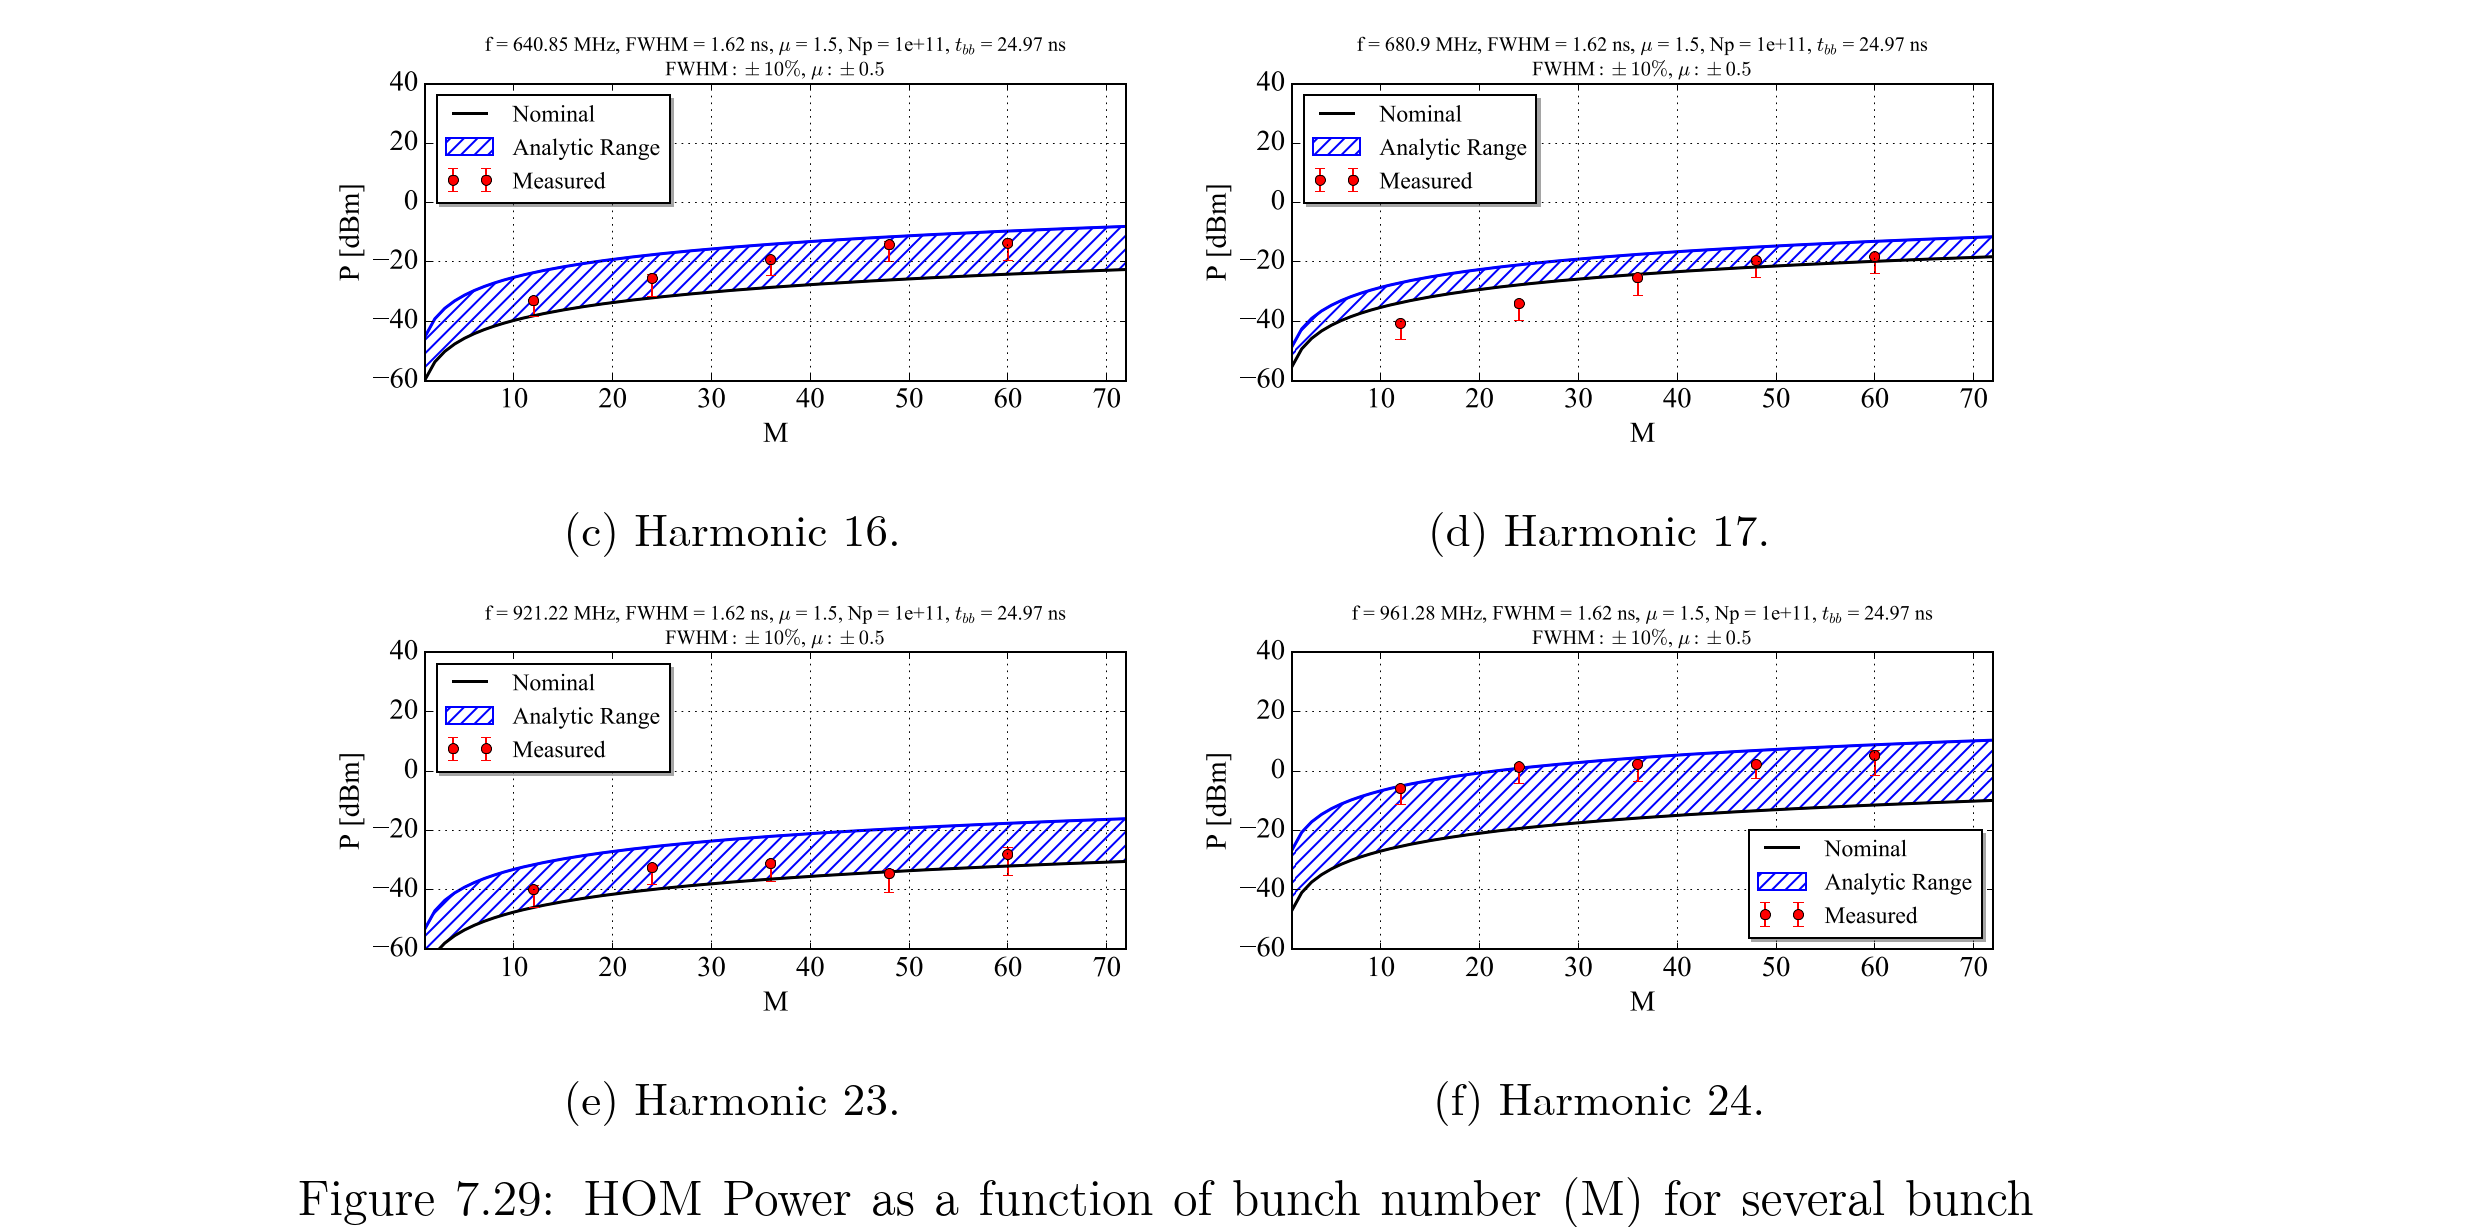 f = 640.85 MHz, FWHM = 1.62 ns, μ = 1.5, Np = 1e+11, t_bb = 24.97 ns
FWHM: ±10%, μ: ±0.5
40
20
0
−20
−40
−60
P [dBm]
Nominal
Analytic Range
Measured
10 20 30 40 50 60 70
M
(c) Harmonic 16.
f = 680.9 MHz, FWHM = 1.62 ns, μ = 1.5, Np = 1e+11, t_bb = 24.97 ns
FWHM: ±10%, μ: ±0.5
40
20
0
−20
−40
−60
P [dBm]
Nominal
Analytic Range
Measured
10 20 30 40 50 60 70
M
(d) Harmonic 17.
f = 921.22 MHz, FWHM = 1.62 ns, μ = 1.5, Np = 1e+11, t_bb = 24.97 ns
FWHM: ±10%, μ: ±0.5
40
20
0
−20
−40
−60
P [dBm]
Nominal
Analytic Range
Measured
10 20 30 40 50 60 70
M
(e) Harmonic 23.
f = 961.28 MHz, FWHM = 1.62 ns, μ = 1.5, Np = 1e+11, t_bb = 24.97 ns
FWHM: ±10%, μ: ±0.5
40
20
0
−20
−40
−60
P [dBm]
Nominal
Analytic Range
Measured
10 20 30 40 50 60 70
M
(f) Harmonic 24.
Figure 7.29: HOM Power as a function of bunch number (M) for several bunch